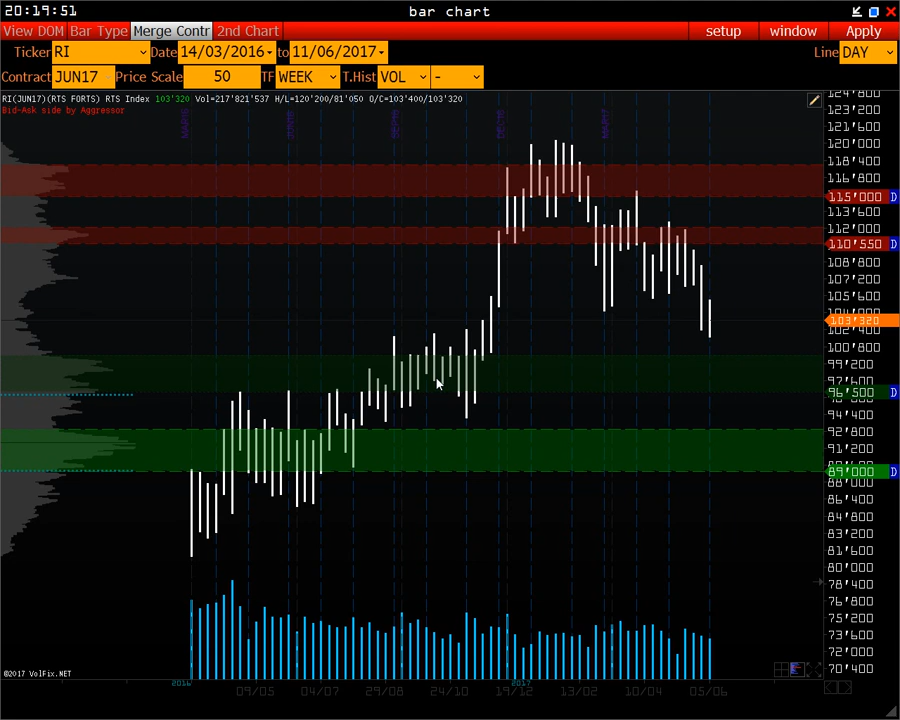 20:19:51 bar chart
View DOM Bar Type Merge Contr 2nd Chart setup window Apply
Ticker RI Date 14/03/2016 to 11/06/2017 Line DAY
Contract JUN17 Price Scale 50 TF WEEK T.Hist VOL -
RI(JUN17)(RTS FORTS) RTS Index 103'320 Vol=217'821'537 H/L=120'200/81'050 O/C=103'400/103'320
Bid-Ask side by Aggressor
124'800
123'200
121'600
120'000
118'400
116'800
115'000 D
113'600
112'000
110'550 D
108'800
107'200
105'600
103'320
102'400
100'800
99'200
97'600
96'500 D
94'400
92'800
91'200
89'000 D
88'000
86'400
84'800
83'200
81'600
80'000
78'400
76'800
75'200
73'600
72'000
70'400
©2017 VolFix.NET
2016 2017
09/05 04/07 29/08 24/10 19/12 13/02 10/04 05/06